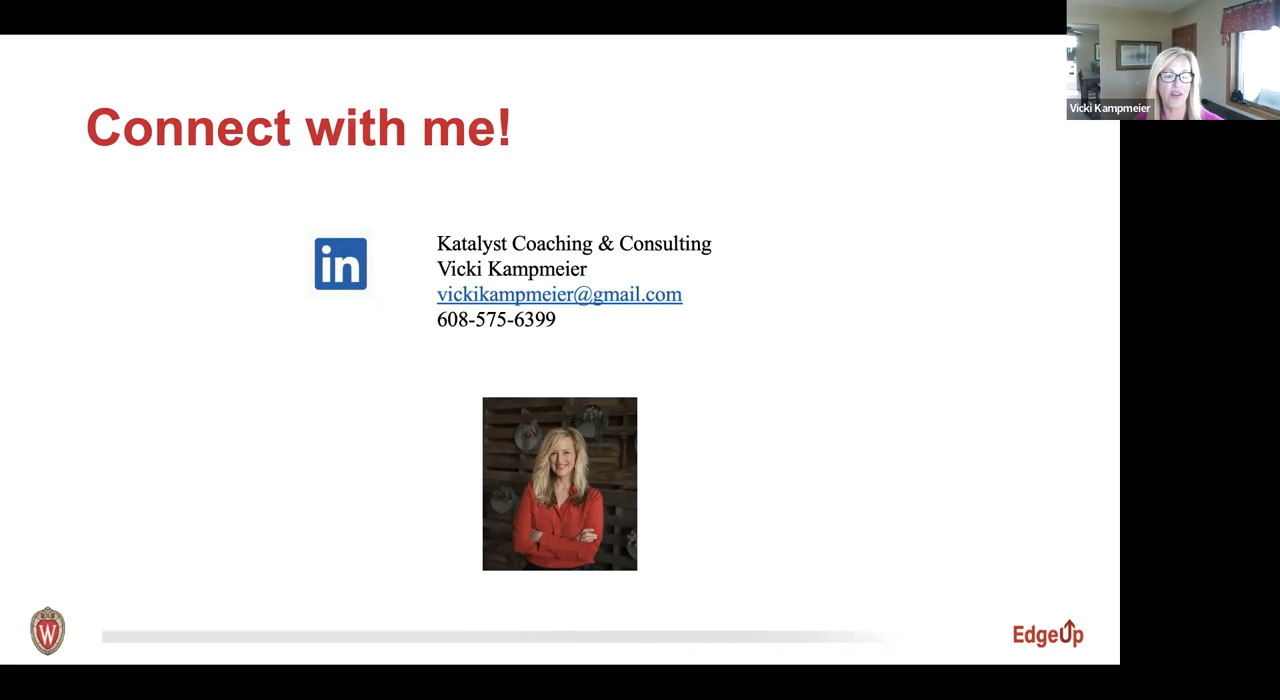 Connect with me!
Vicki Kampmeier
in
Katalyst Coaching & Consulting
Vicki Kampmeier
vickikampmeier@gmail.com
608-575-6399
W
EdgeUp